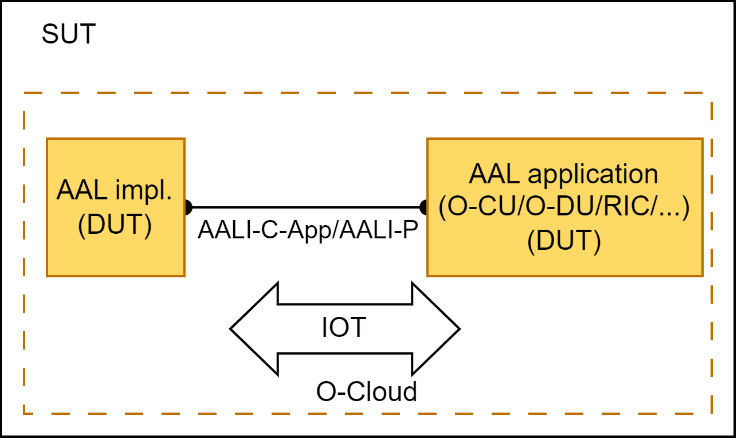 SUT
AAL impl.
(DUT)
AALI-C-App/AALI-P
AAL application
(O-CU/O-DU/RIC/...)
(DUT)
IOT
O-Cloud